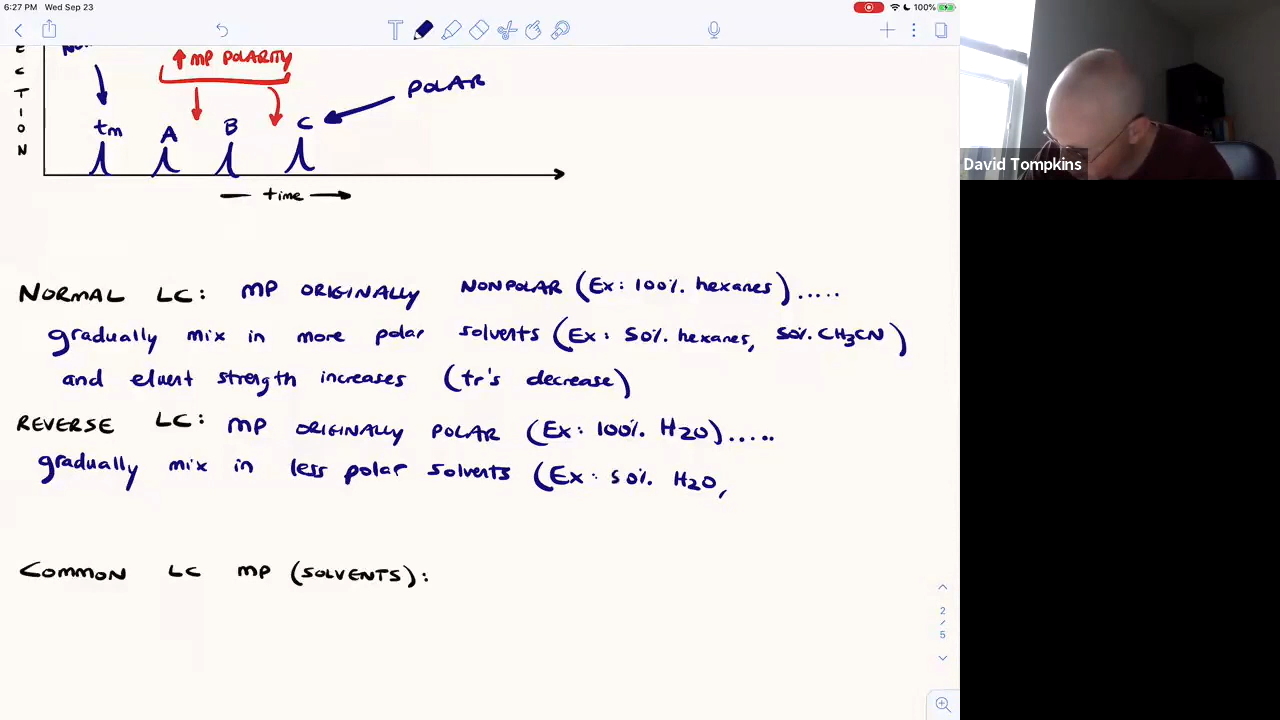 6:27 PM Wed Sep 23
100%
↑ MP POLARITY
ECTION
POLAR
tm
A
B
C
— time →
NORMAL LC: MP ORIGINALLY NONPOLAR (Ex: 100% hexanes).....
gradually mix in more polar solvents (Ex: 50% hexanes, 50% CH3CN)
and eluent strength increases (tr's decrease)
REVERSE LC: MP ORIGINALLY POLAR (Ex: 100% H2O).....
gradually mix in less polar solvents (Ex: 50% H2O,
COMMON LC MP (SOLVENTS):
2
/
5
David Tompkins